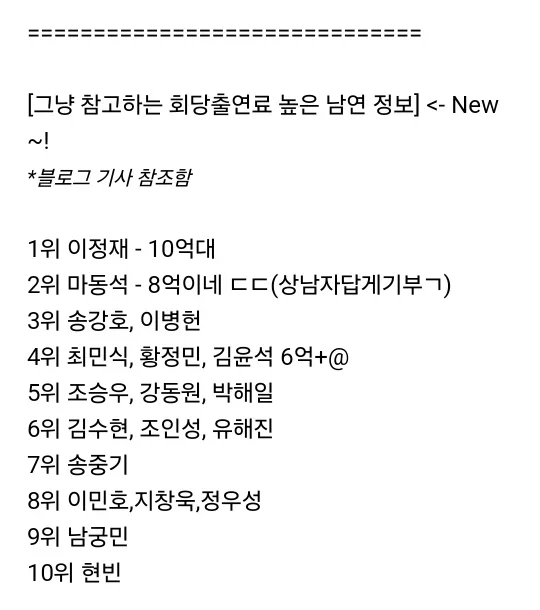 ==============================
[그냥 참고하는 회당출연료 높은 남연 정보] <- New
~!
*블로그 기사 참조함
1위 이정재 - 10억대
2위 마동석 - 8억이네 ㄷㄷ(상남자답게기부ㄱ)
3위 송강호, 이병헌
4위 최민식, 황정민, 김윤석 6억+@
5위 조승우, 강동원, 박해일
6위 김수현, 조인성, 유해진
7위 송중기
8위 이민호,지창욱,정우성
9위 남궁민
10위 현빈